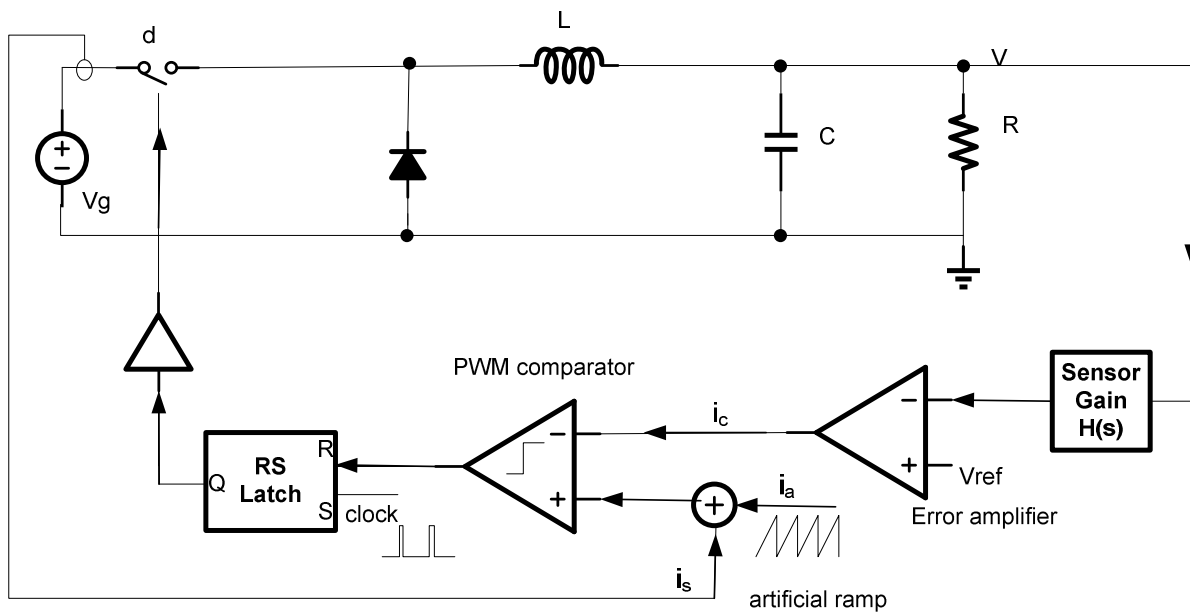 L
d
V
C
R
Vg
PWM comparator
Sensor
Gain
H(s)
ic
R
RS
Latch
Q
S
clock
Vref
ia
Error amplifier
is
artificial ramp